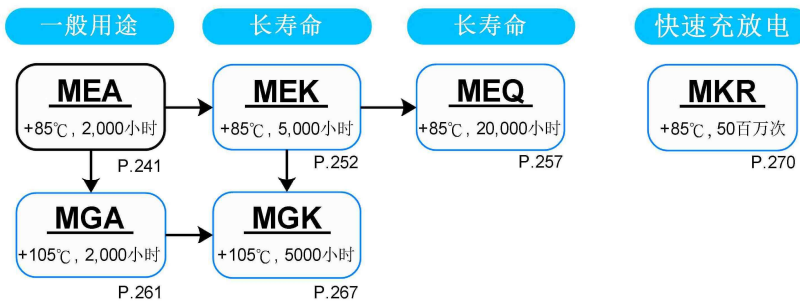 一般用途 长寿命 长寿命 快速充放电
MEA MEK MEQ MKR
+85℃, 2,000小时 +85℃, 5,000小时 +85℃, 20,000小时 +85℃, 50百万次
P.241 P.252 P.257 P.270
MGA MGK
+105℃, 2,000小时 +105℃, 5000小时
P.261 P.267